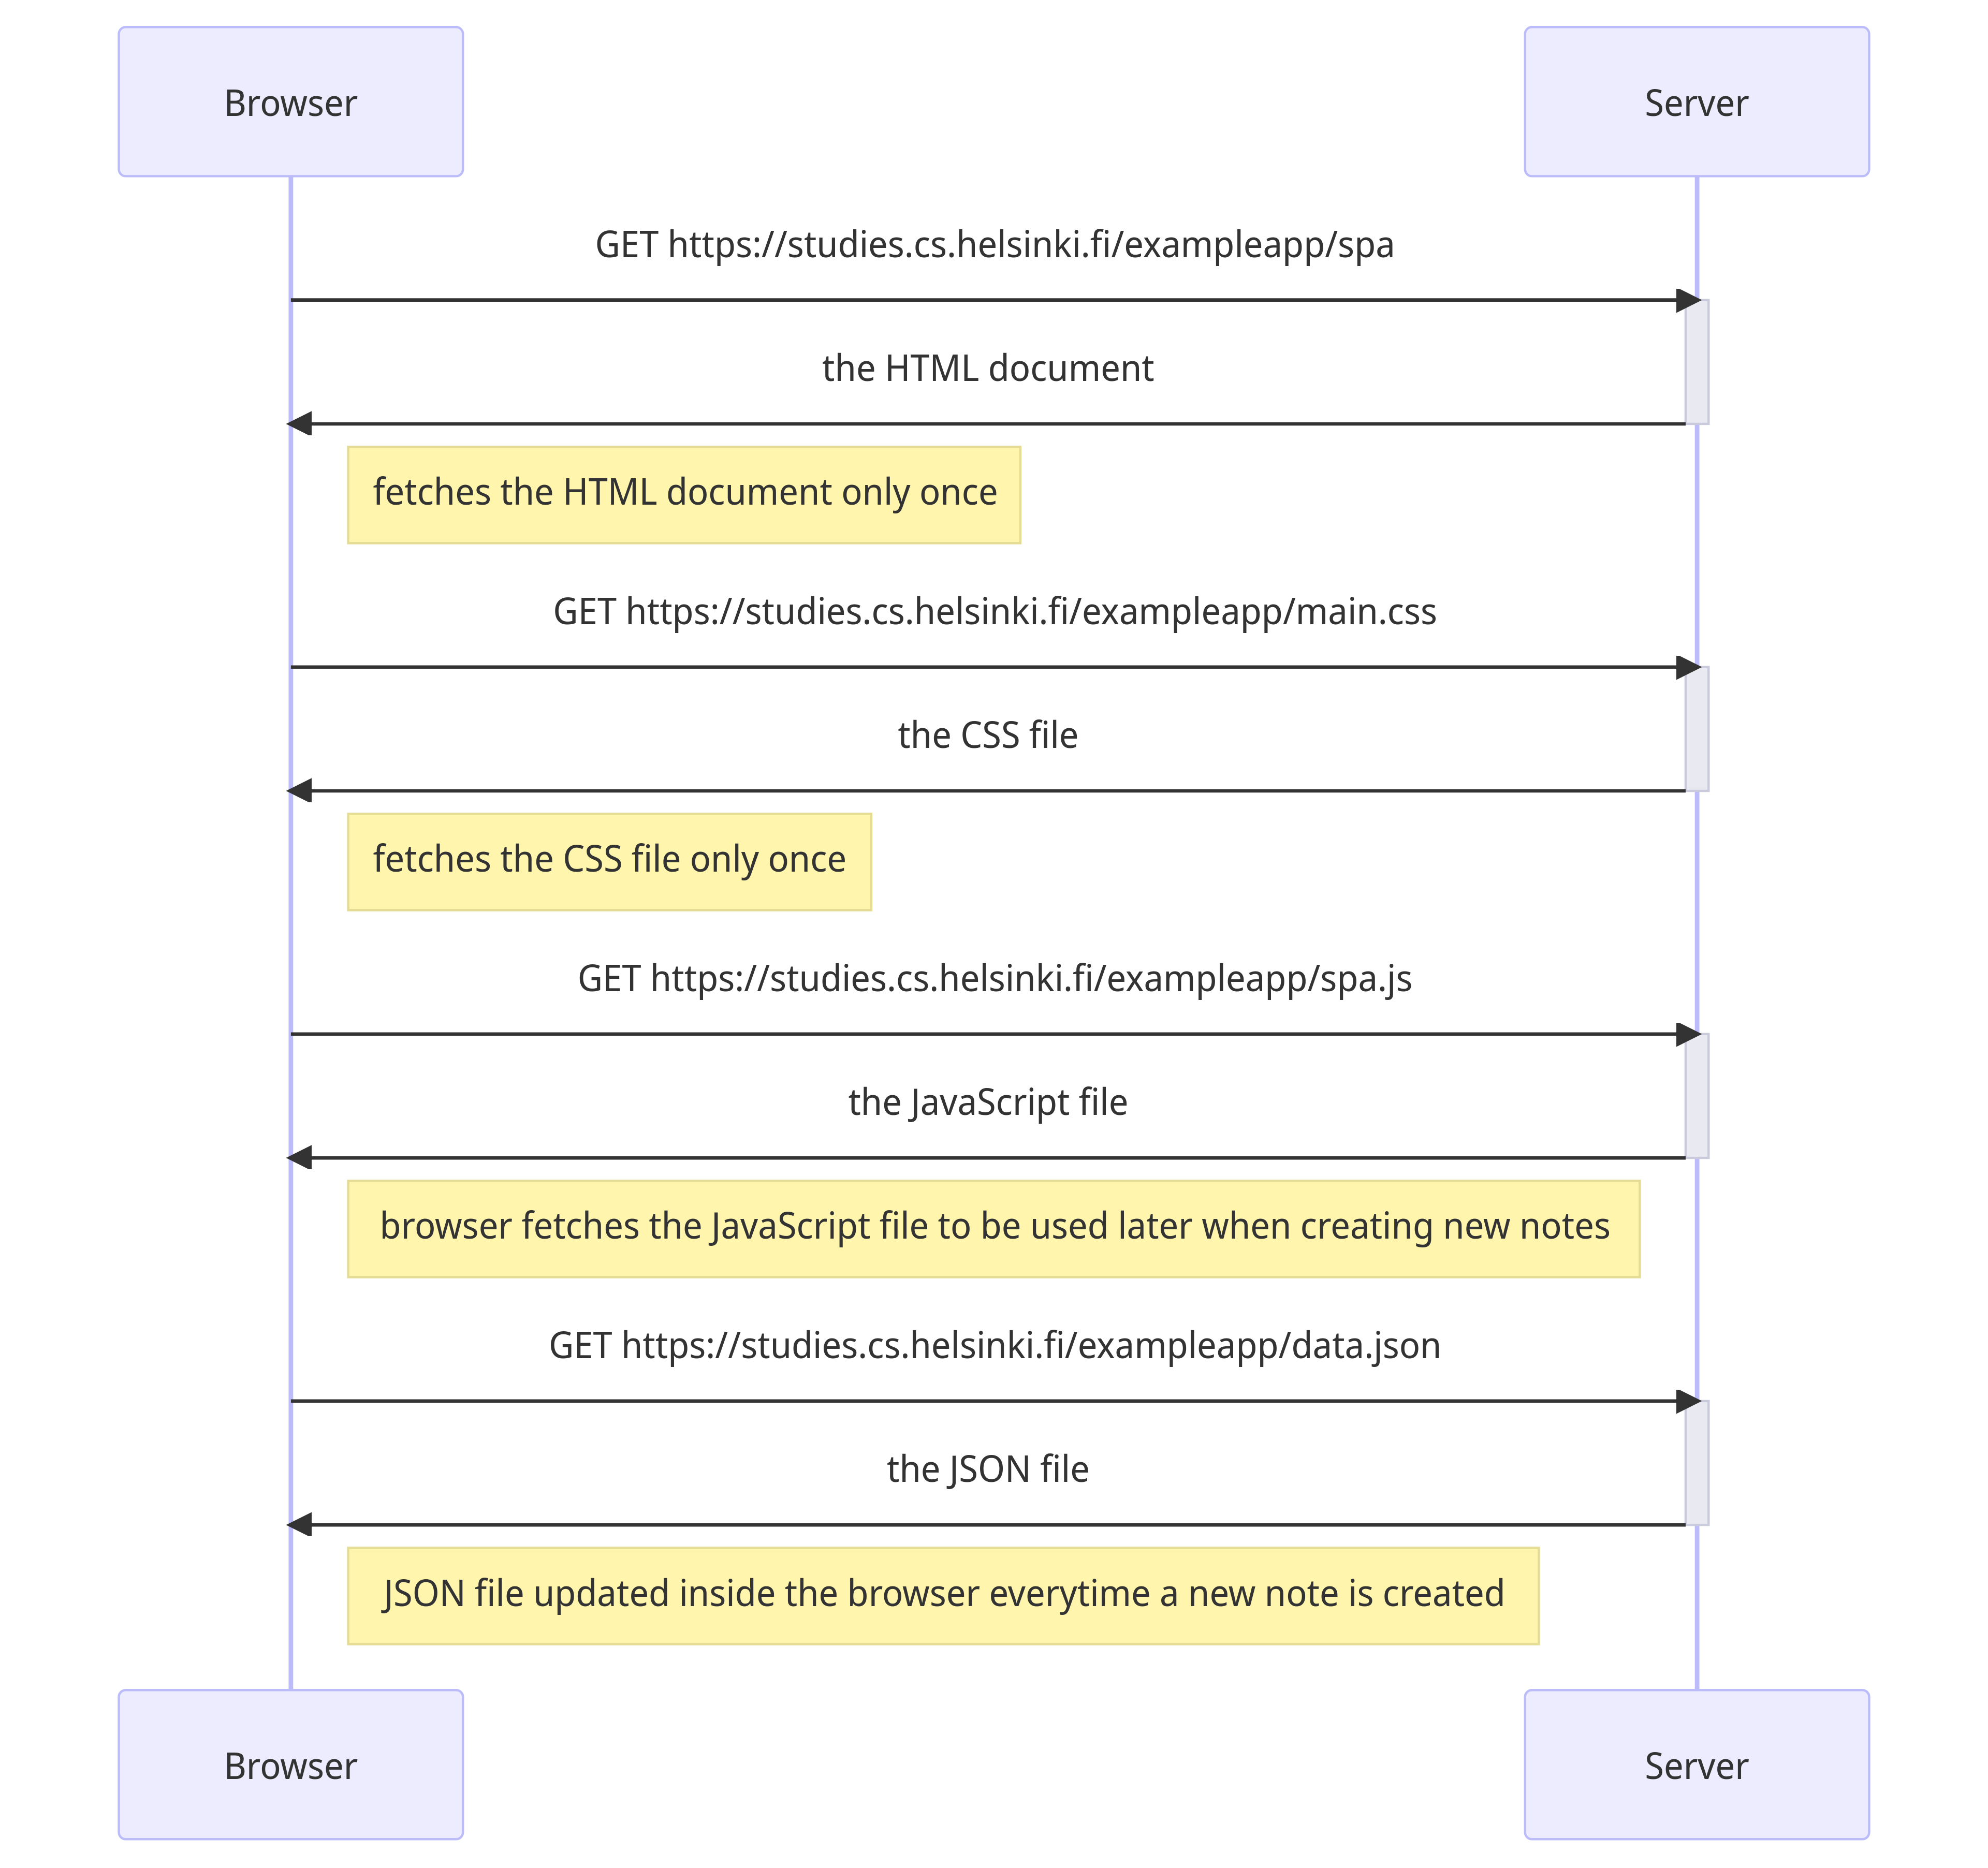 Browser
Server
GET https://studies.cs.helsinki.fi/exampleapp/spa
the HTML document
fetches the HTML document only once
GET https://studies.cs.helsinki.fi/exampleapp/main.css
the CSS file
fetches the CSS file only once
GET https://studies.cs.helsinki.fi/exampleapp/spa.js
the JavaScript file
browser fetches the JavaScript file to be used later when creating new notes
GET https://studies.cs.helsinki.fi/exampleapp/data.json
the JSON file
JSON file updated inside the browser everytime a new note is created
Browser
Server